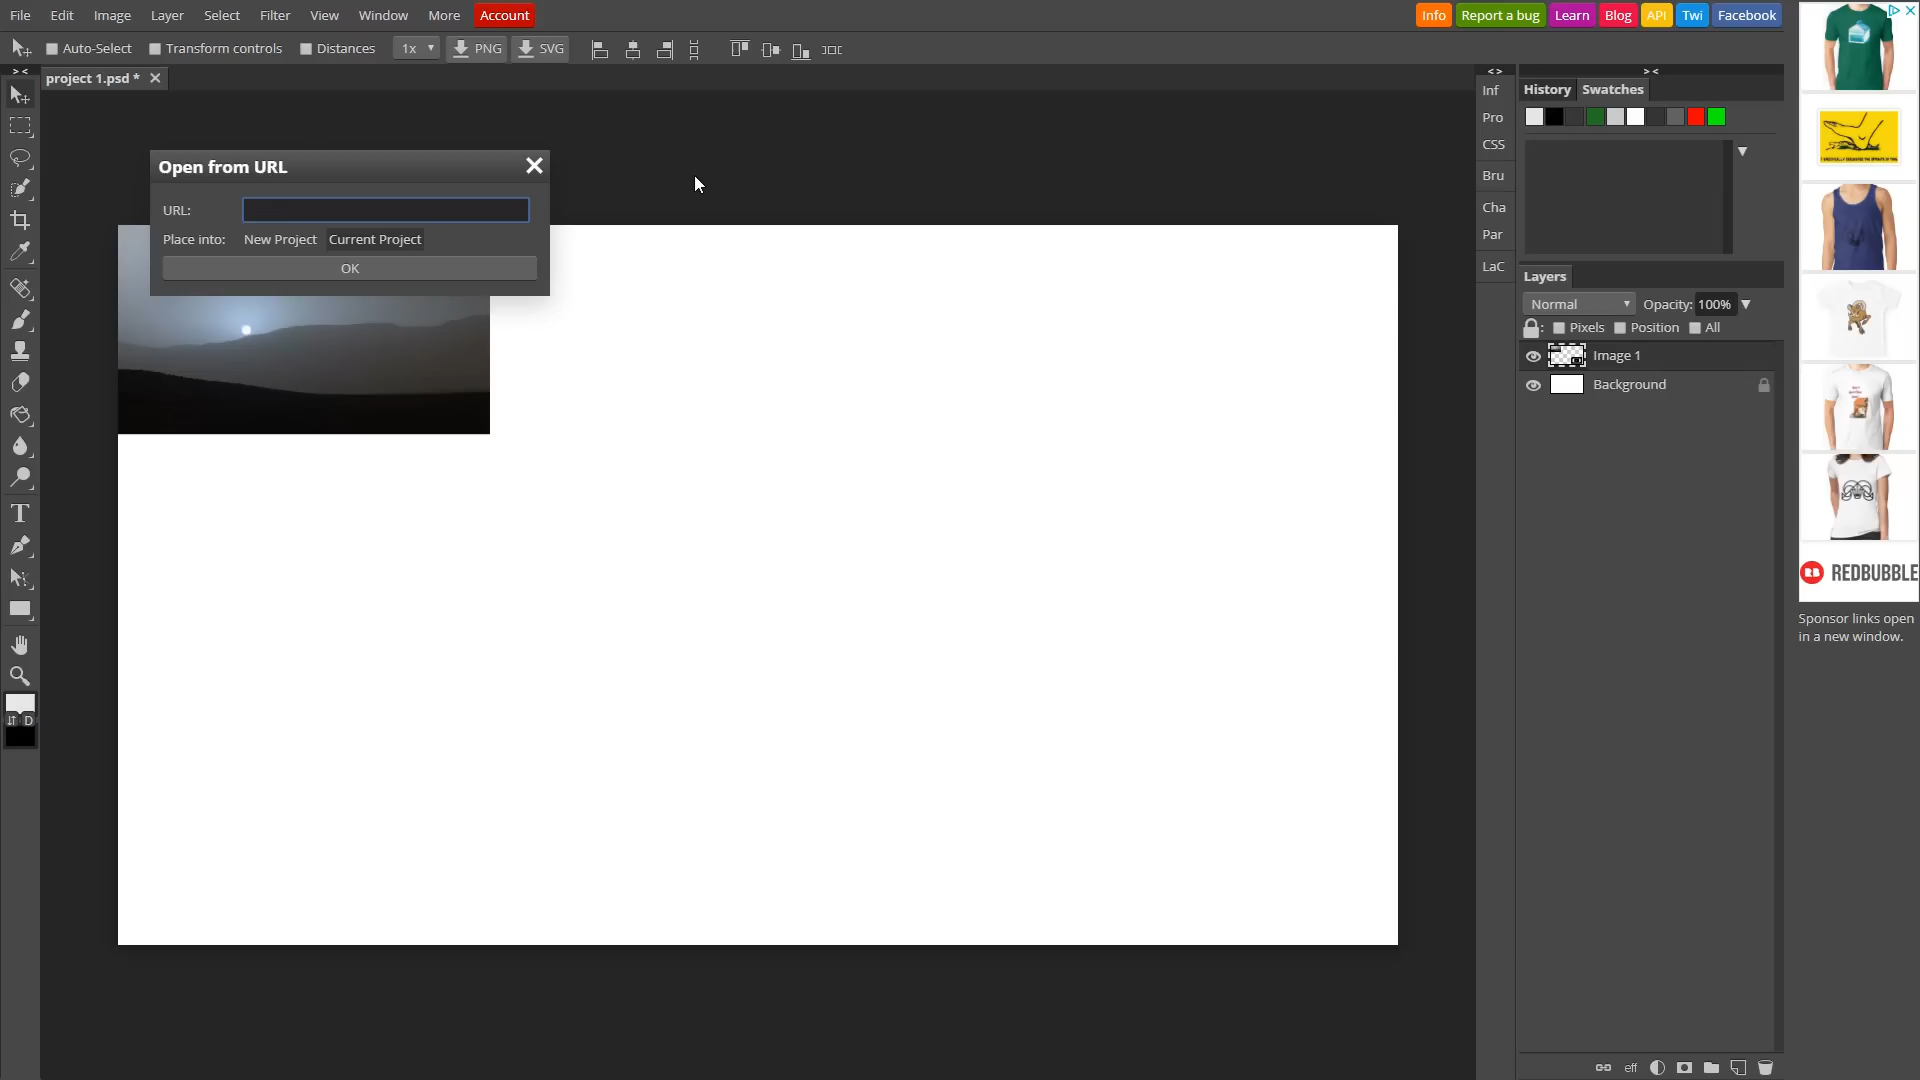 File Edit Image Layer Select Filter View Window More Account Info Report a bug Learn Blog API Twi Facebook
Auto-Select Transform controls Distances 1x PNG SVG
> < < > > <
project 1.psd * Inf History Swatches
Pro
CSS
Open from URL
Bru
URL:
Cha
Place into: New Project Current Project
Par
OK
LaC
Layers
Normal Opacity: 100%
: Pixels Position All
Image 1
Background
T
D
eff
RB REDBUBBLE
Sponsor links open
in a new window.